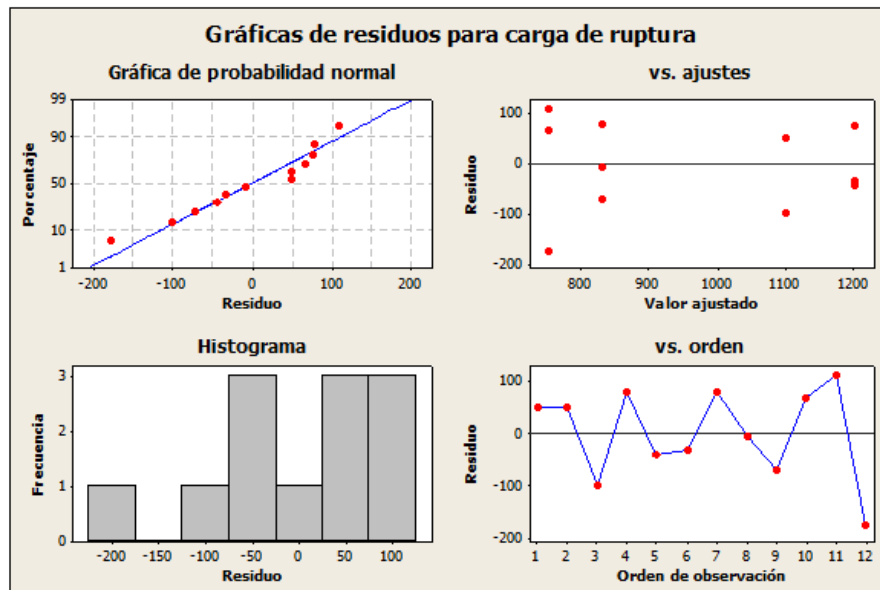 Gráficas de residuos para carga de ruptura
Gráfica de probabilidad normal
99
90
50
10
1
Porcentaje
-200 -100 0 100 200
Residuo
vs. ajustes
100
0
-100
-200
Residuo
800 900 1000 1100 1200
Valor ajustado
Histograma
3
2
1
0
Frecuencia
-200 -150 -100 -50 0 50 100
Residuo
vs. orden
100
0
-100
-200
Residuo
1 2 3 4 5 6 7 8 9 10 11 12
Orden de observación